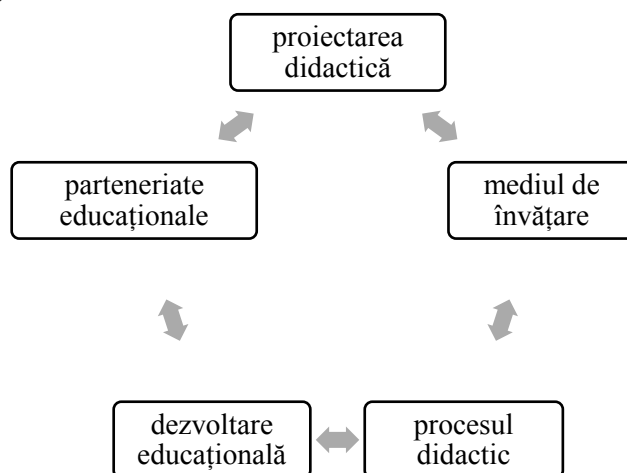 proiectarea
didactică
parteneriate
educaționale
mediul de
învățare
dezvoltare
educațională
procesul
didactic